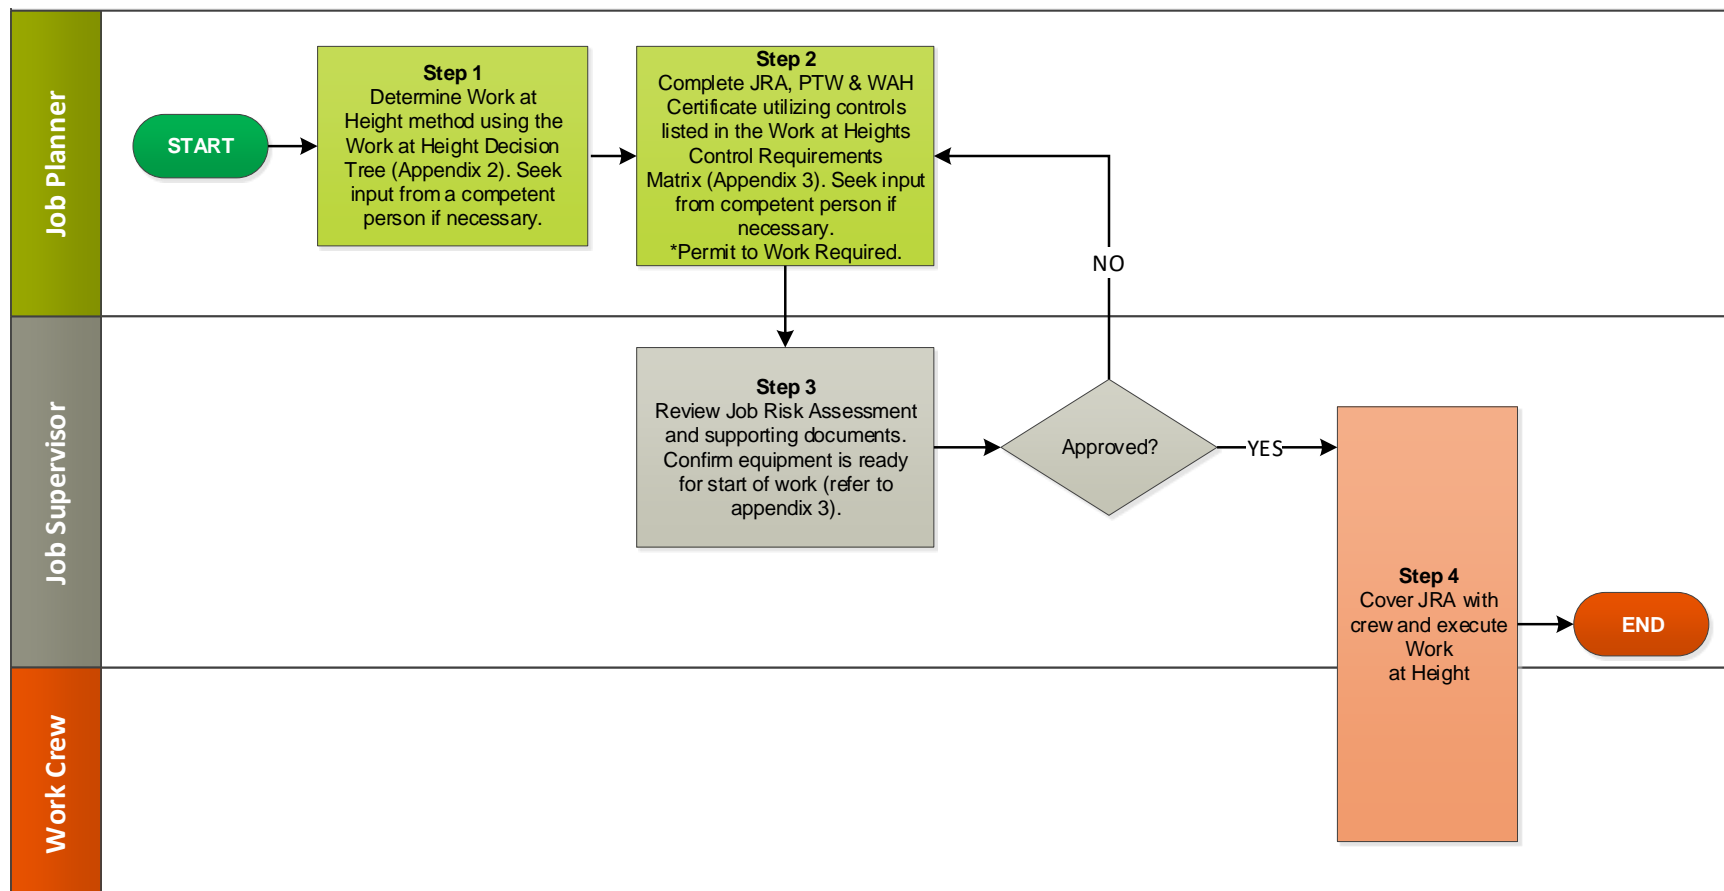 Job Planner
START
Step 1
Determine Work at
Height method using the
Work at Height Decision
Tree (Appendix 2). Seek
input from a competent
person if necessary.
Step 2
Complete JRA, PTW & WAH
Certificate utilizing controls
listed in the Work at Heights
Control Requirements
Matrix (Appendix 3). Seek input
from competent person if
necessary.
*Permit to Work Required.
NO
Job Supervisor
Step 3
Review Job Risk Assessment
and supporting documents.
Confirm equipment is ready
for start of work (refer to
appendix 3).
Approved?
YES
Step 4
Cover JRA with
crew and execute
Work
at Height
END
Work Crew